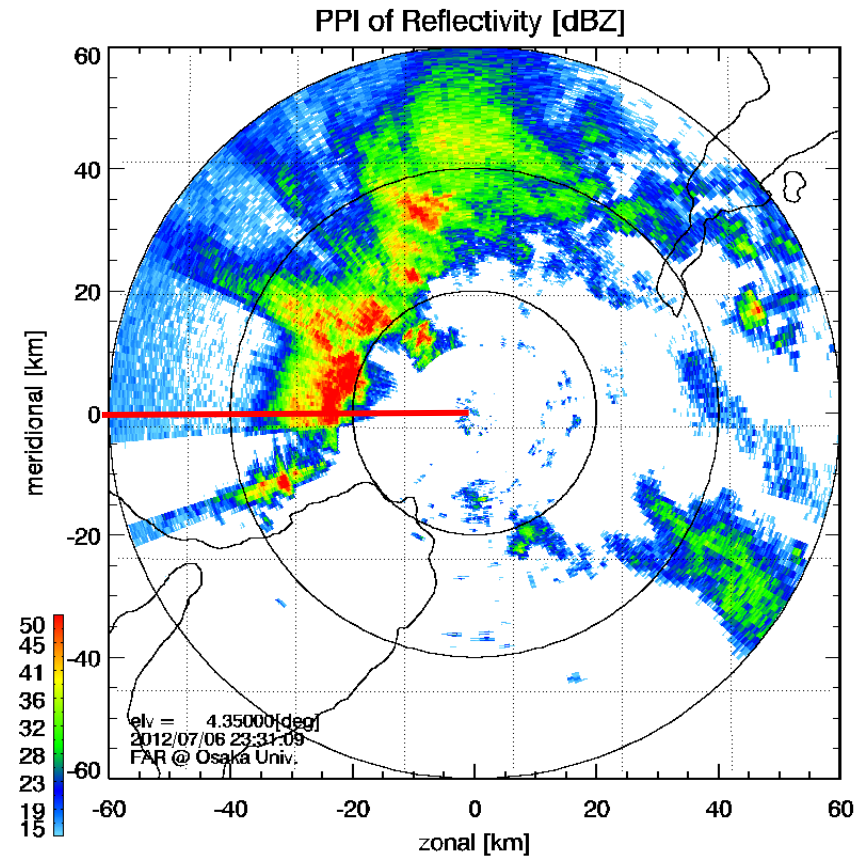 PPI of Reflectivity [dBZ]
60
40
20
0
-20
-40
-60
meridional [km]
50
45
41
36
32
28
23
19
15
elv = 4.35000[deg]
2012/07/06 23:31:09
FAR @ Osaka Univ.
-60 -40 -20 0 20 40 60
zonal [km]